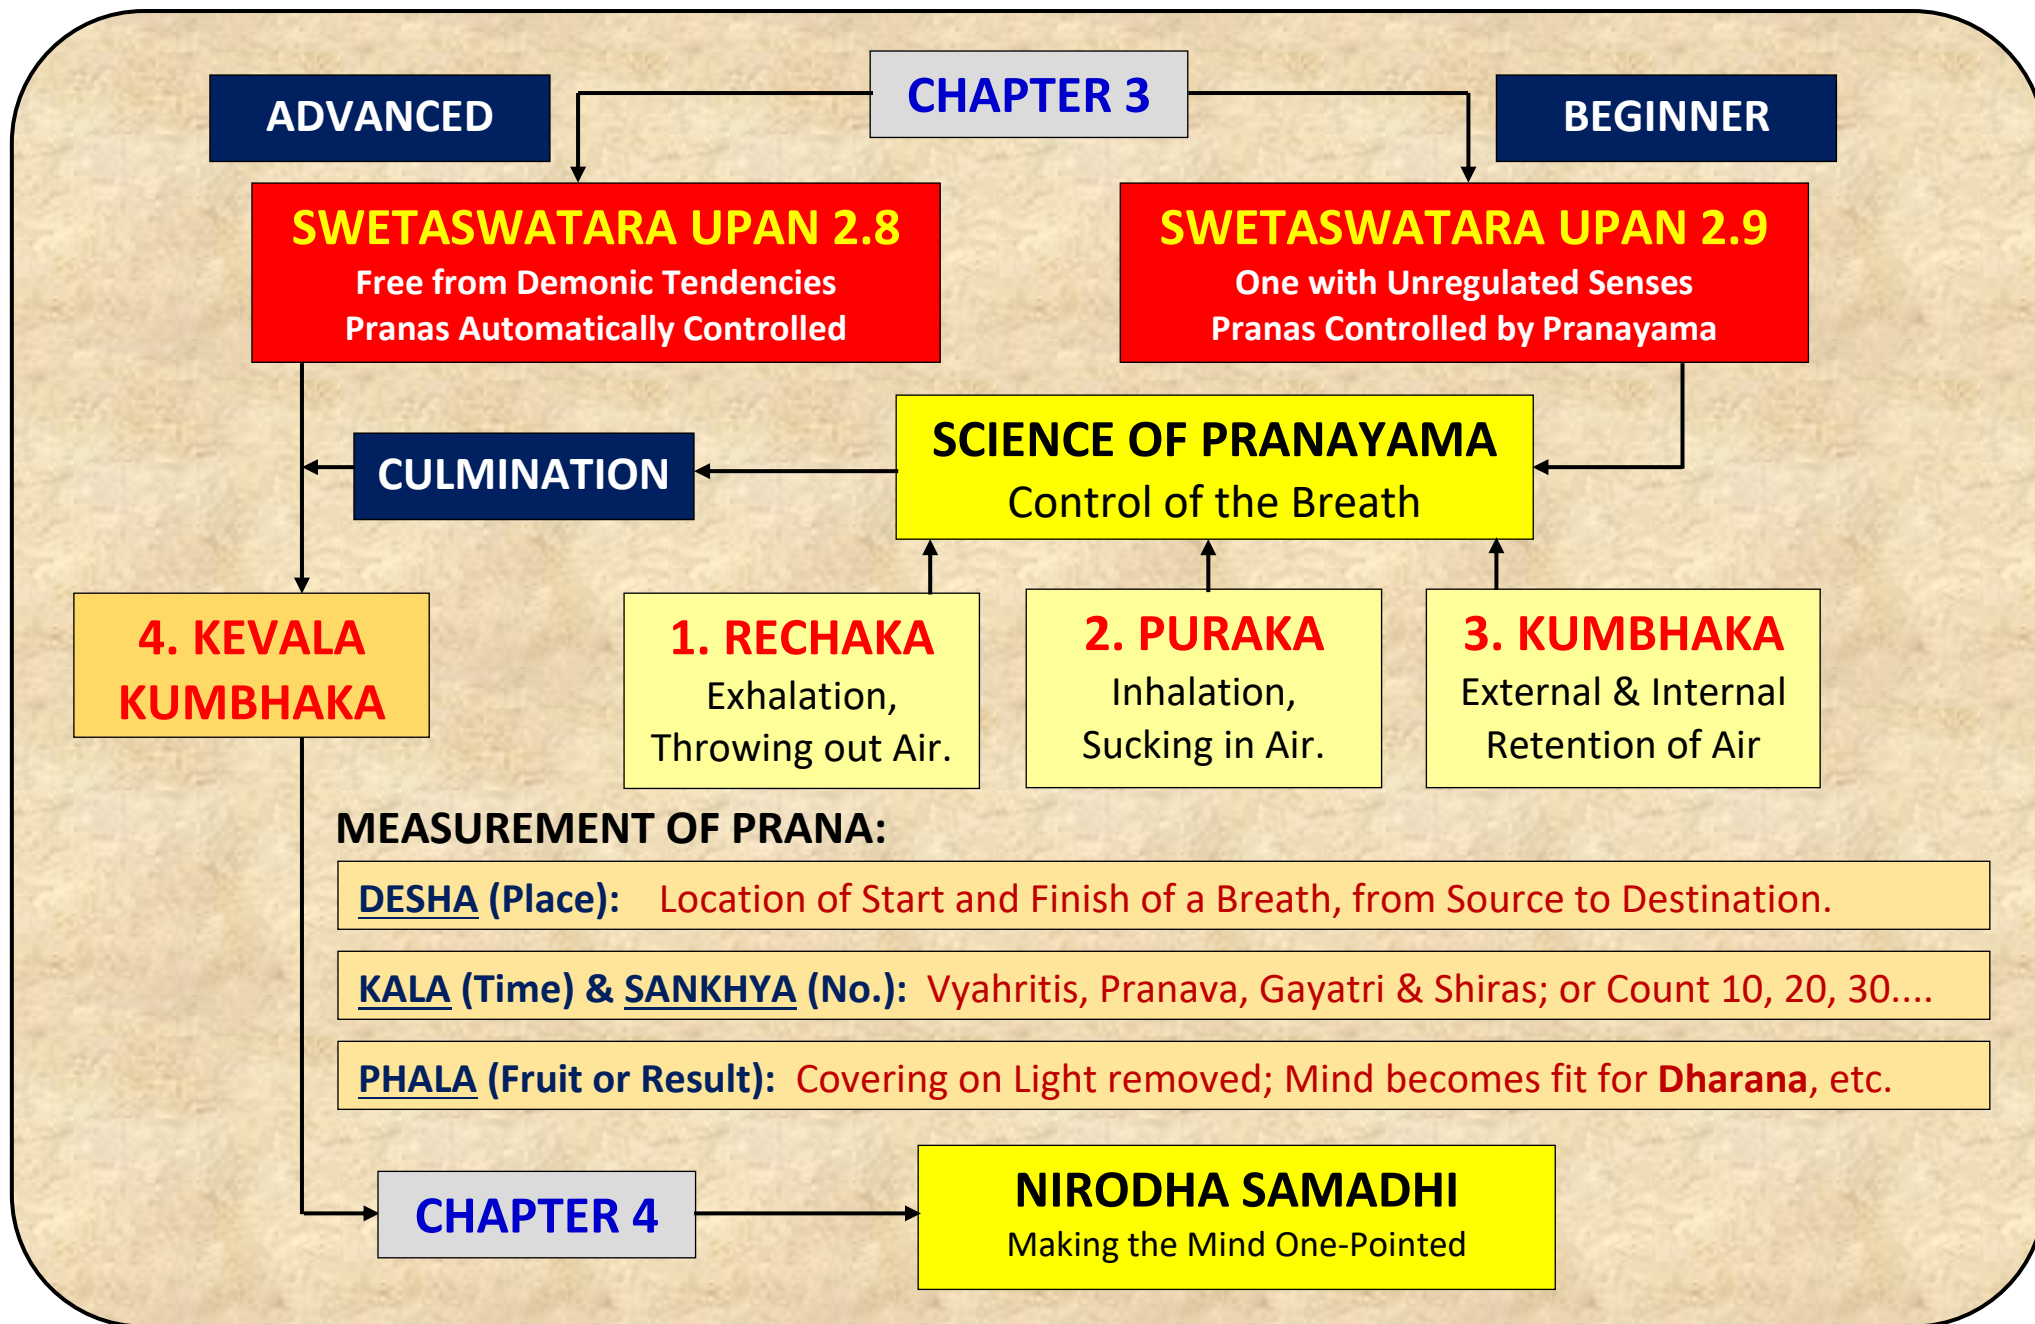 CHAPTER 3
ADVANCED
BEGINNER
SWETASWATARA UPAN 2.8
Free from Demonic Tendencies
Pranas Automatically Controlled
SWETASWATARA UPAN 2.9
One with Unregulated Senses
Pranas Controlled by Pranayama
SCIENCE OF PRANAYAMA
Control of the Breath
CULMINATION
4. KEVALA
KUMBHAKA
1. RECHAKA
Exhalation,
Throwing out Air.
2. PURAKA
Inhalation,
Sucking in Air.
3. KUMBHAKA
External & Internal
Retention of Air
MEASUREMENT OF PRANA:
DESHA (Place): Location of Start and Finish of a Breath, from Source to Destination.
KALA (Time) & SANKHYA (No.): Vyahritis, Pranava, Gayatri & Shiras; or Count 10, 20, 30....
PHALA (Fruit or Result): Covering on Light removed; Mind becomes fit for Dharana, etc.
CHAPTER 4
NIRODHA SAMADHI
Making the Mind One-Pointed